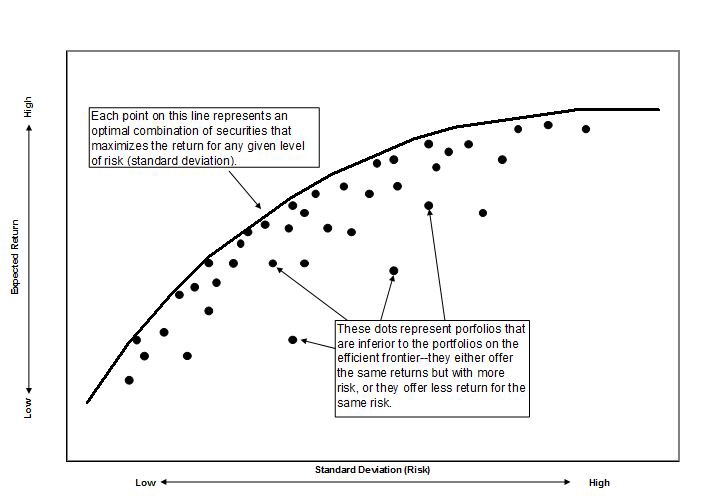 Each point on this line represents an
optimal combination of securities that
maximizes the return for any given level
of risk (standard deviation).
High
Expected Return
Low
These dots represent porfolios that
are inferior to the portfolios on the
efficient frontier--they either offer
the same returns but with more
risk, or they offer less return for the
same risk.
Standard Deviation (Risk)
Low
High